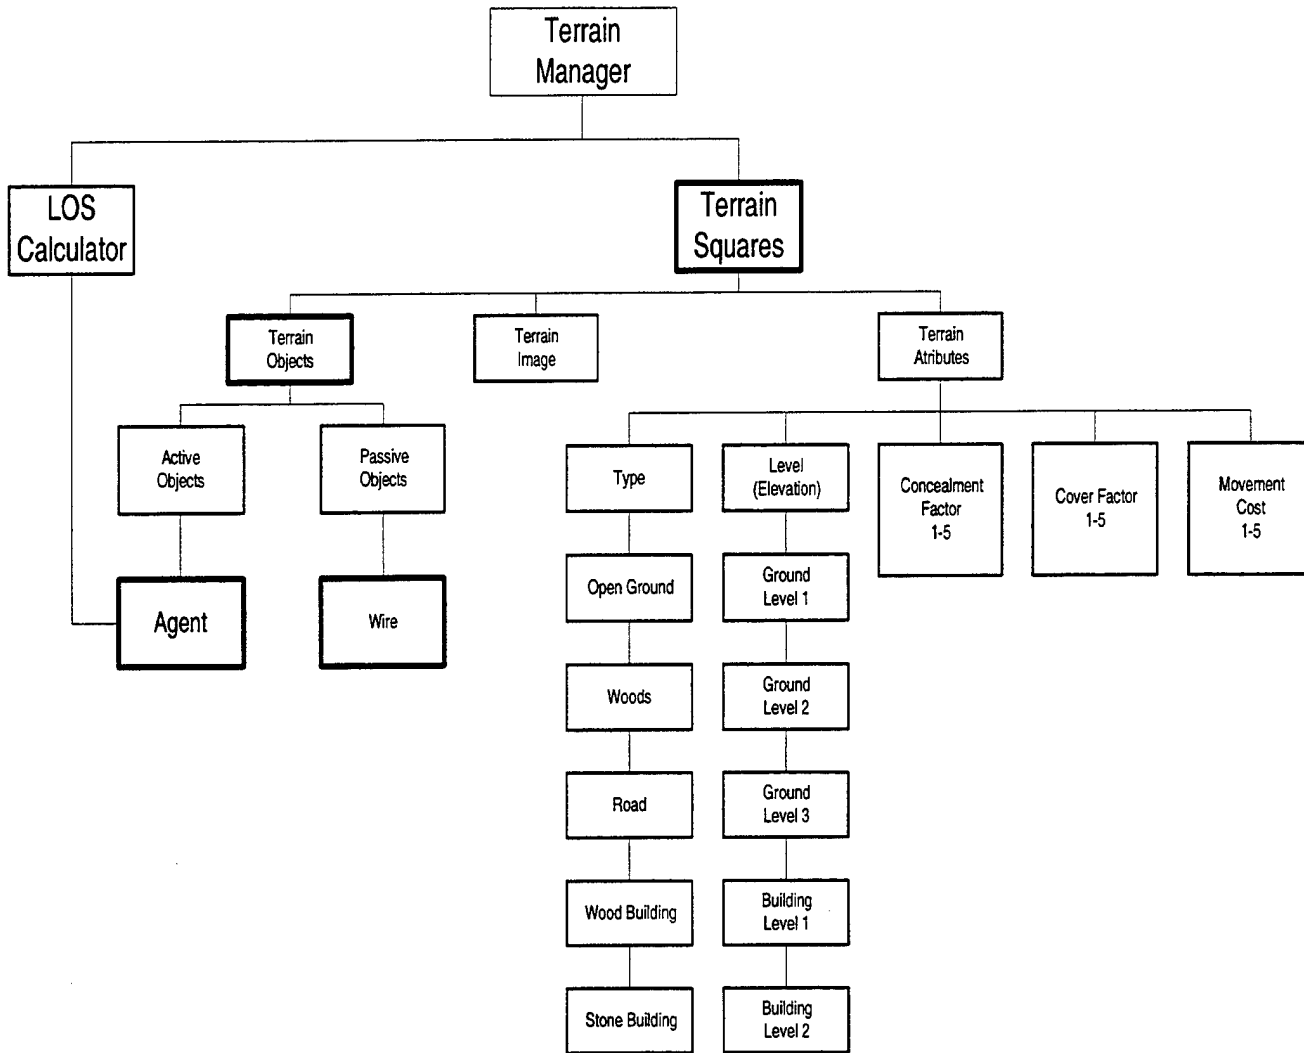 Terrain
Manager
LOS
Calculator
Terrain
Squares
Terrain
Objects
Terrain
Image
Terrain
Atributes
Active
Objects
Passive
Objects
Type
Level
(Elevation)
Concealment
Factor
1-5
Cover Factor
1-5
Movement
Cost
1-5
Agent
Wire
Open Ground
Ground
Level 1
Woods
Ground
Level 2
Road
Ground
Level 3
Wood Building
Building
Level 1
Stone Building
Building
Level 2